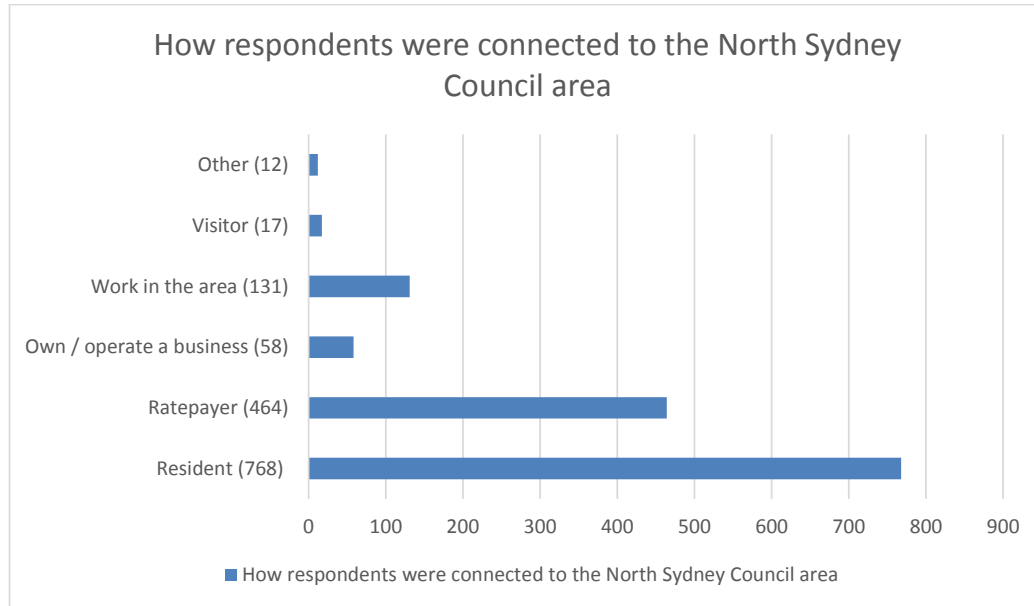 How respondents were connected to the North Sydney
Council area
Other (12)
Visitor (17)
Work in the area (131)
Own / operate a business (58)
Ratepayer (464)
Resident (768)
0 100 200 300 400 500 600 700 800 900
How respondents were connected to the North Sydney Council area